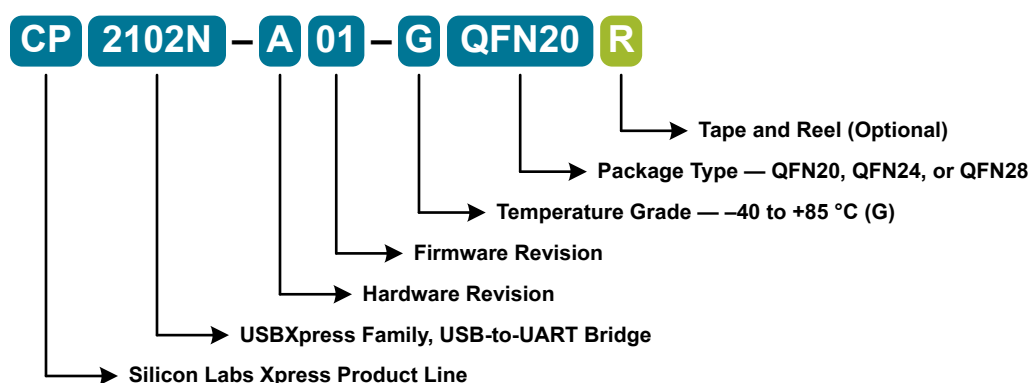 CP 2102N – A 01 – G QFN20 R
Tape and Reel (Optional)
Package Type — QFN20, QFN24, or QFN28
Temperature Grade — –40 to +85 °C (G)
Firmware Revision
Hardware Revision
USBXpress Family, USB-to-UART Bridge
Silicon Labs Xpress Product Line